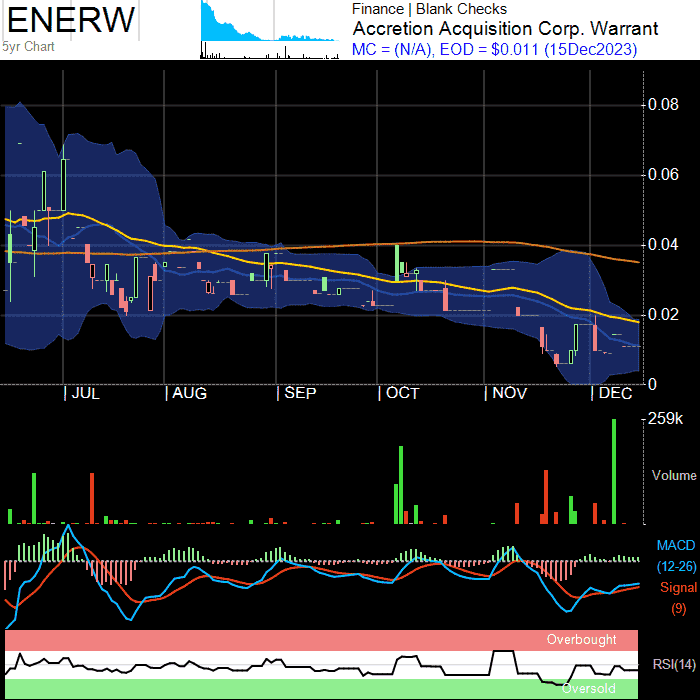 ENERW
5yr Chart
Finance | Blank Checks
Accretion Acquisition Corp. Warrant
MC = (N/A), EOD = $0.011 (15Dec2023)
0.08
0.06
0.04
0.02
0
JUL
AUG
SEP
OCT
NOV
DEC
259k
Volume
MACD
(12-26)
Signal
(9)
Overbought
RSI(14)
Oversold